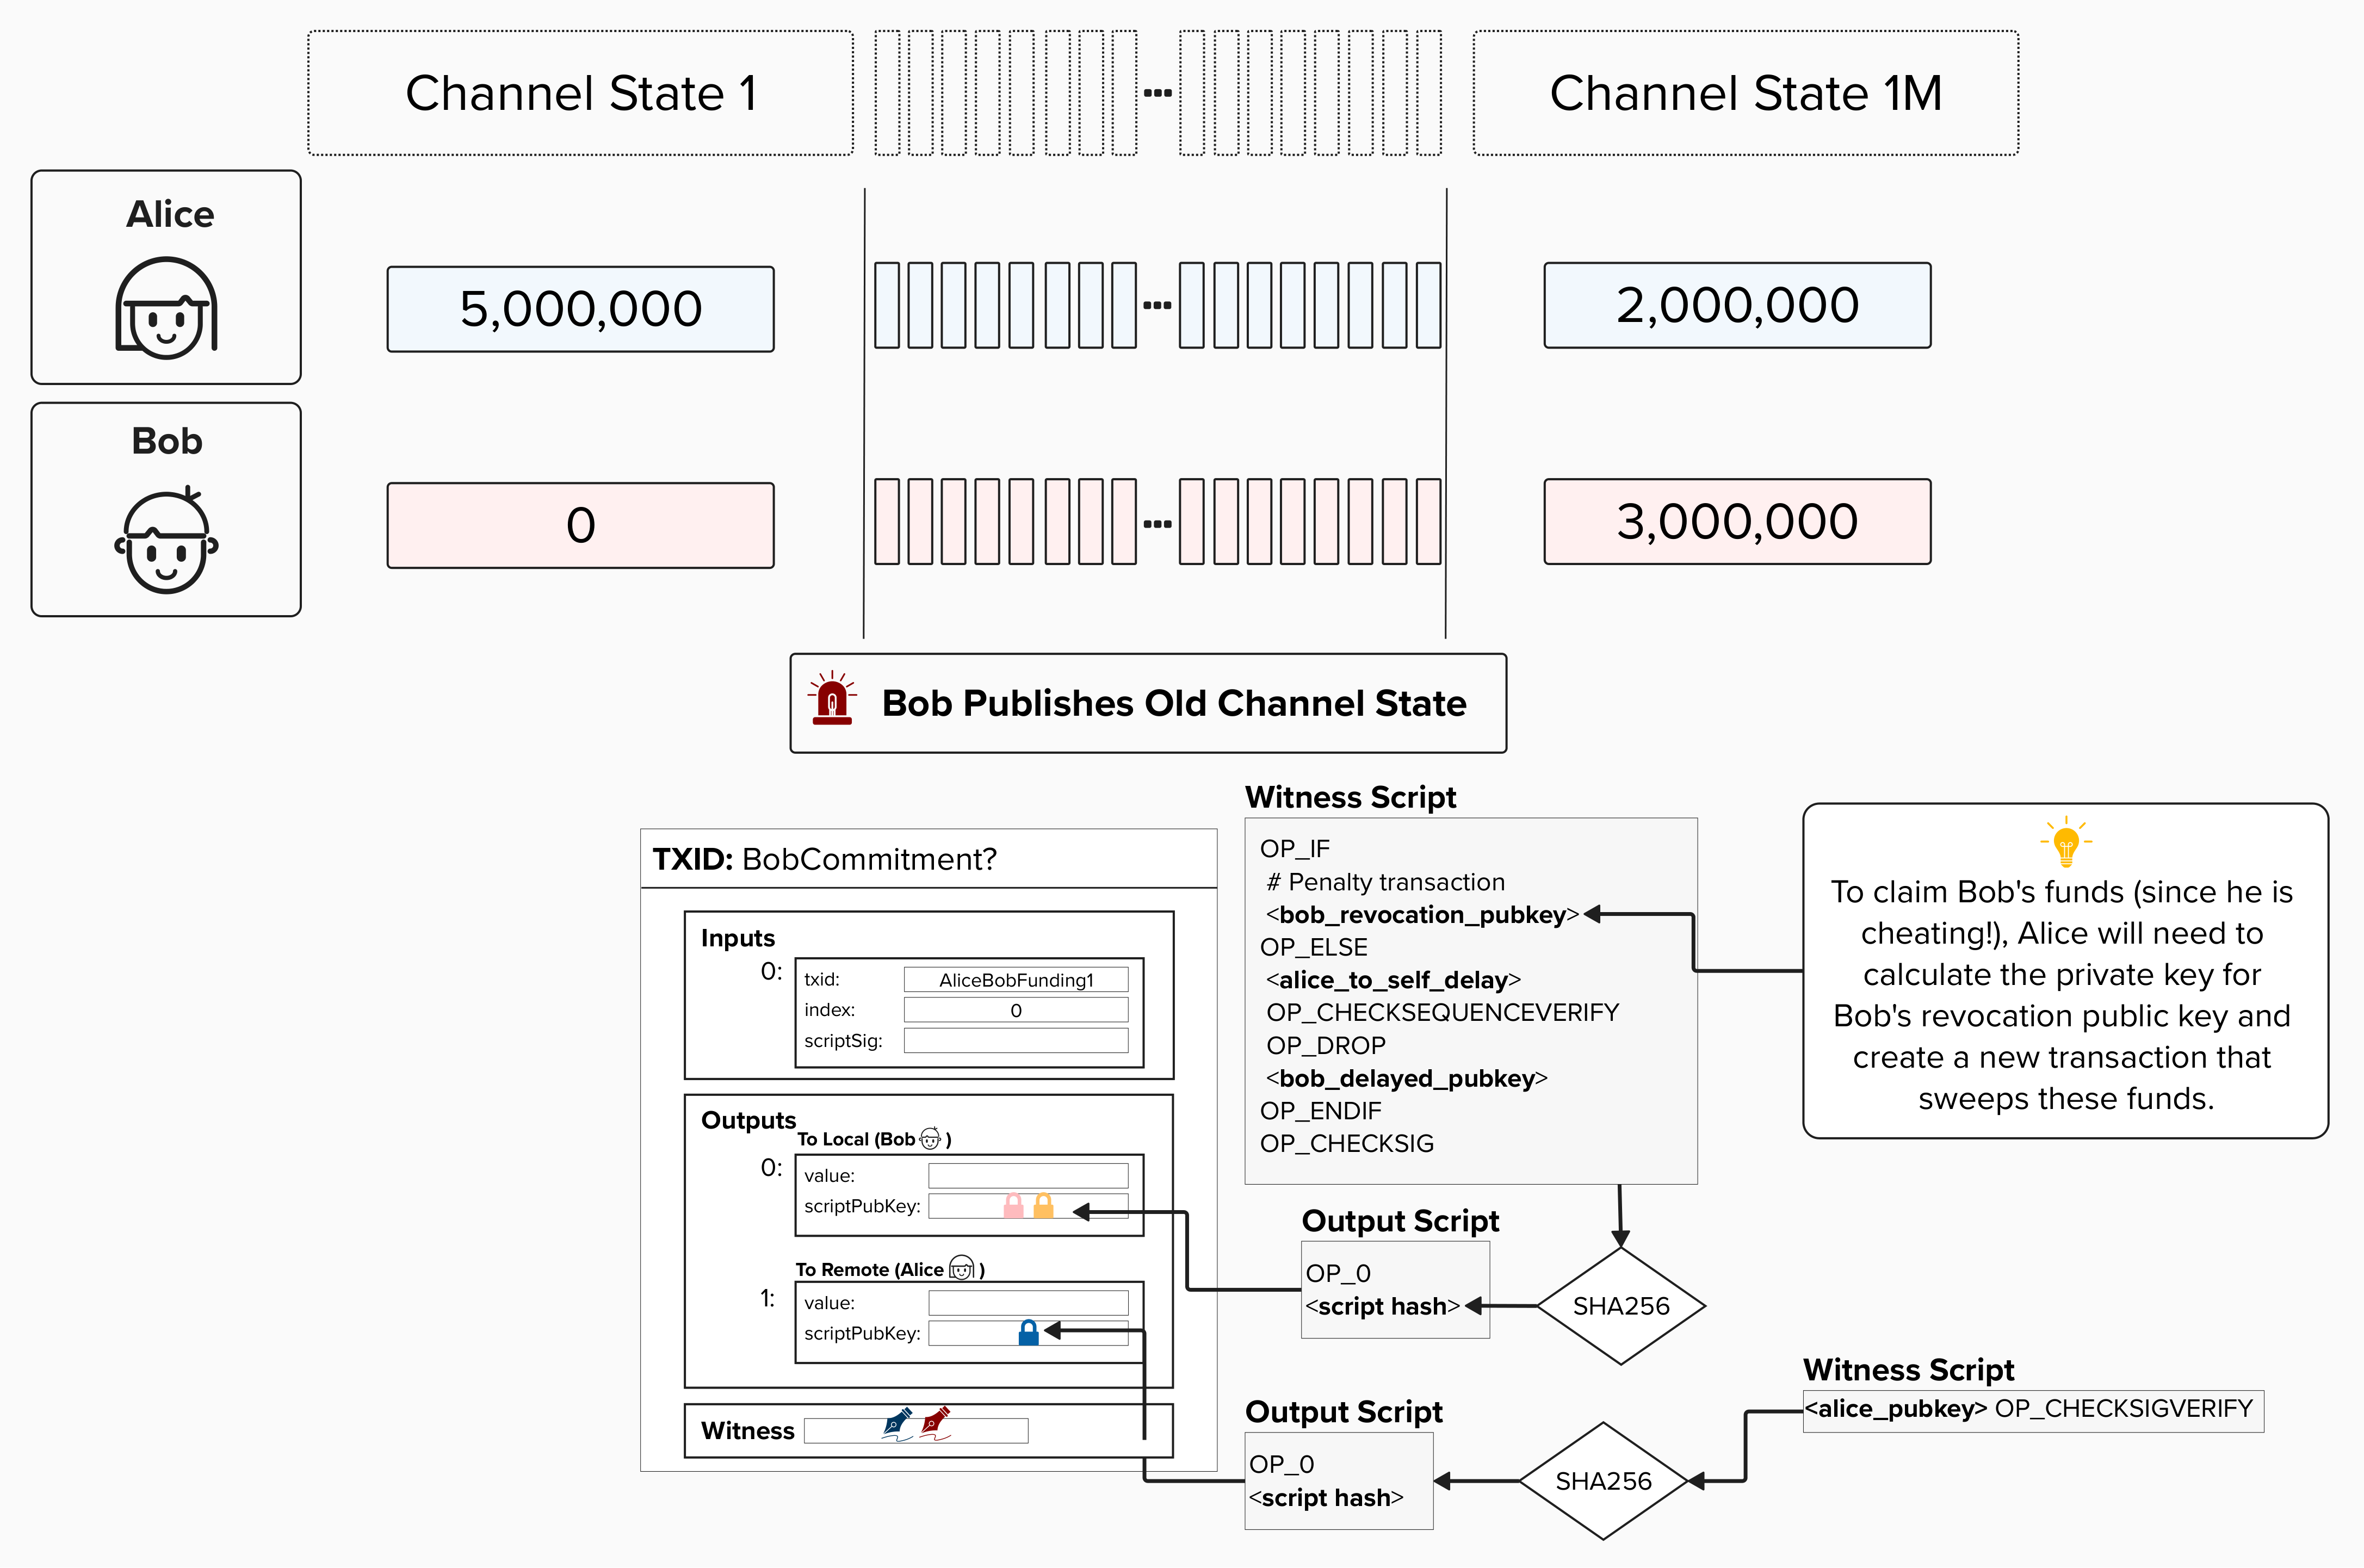 Channel State 1
Channel State 1M
Alice
5,000,000
2,000,000
Bob
0
3,000,000
Bob Publishes Old Channel State
TXID: BobCommitment?
Inputs
0:
txid:
AliceBobFunding1
index:
0
scriptSig:
Outputs
To Local (Bob )
0:
value:
scriptPubKey:
To Remote (Alice )
1:
value:
scriptPubKey:
Witness
Witness Script
OP_IF
# Penalty transaction
<bob_revocation_pubkey>
OP_ELSE
<alice_to_self_delay>
OP_CHECKSEQUENCEVERIFY
OP_DROP
<bob_delayed_pubkey>
OP_ENDIF
OP_CHECKSIG
To claim Bob's funds (since he is
cheating!), Alice will need to
calculate the private key for
Bob's revocation public key and
create a new transaction that
sweeps these funds.
Output Script
OP_0
<script hash>
SHA256
Witness Script
<alice_pubkey> OP_CHECKSIGVERIFY
Output Script
OP_0
<script hash>
SHA256